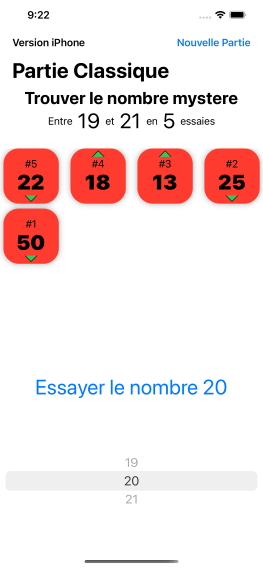 9:22
Version iPhone
Nouvelle Partie
Partie Classique
Trouver le nombre mystere
Entre 19 et 21 en 5 essaies
#5
22
#4
18
#3
13
#2
25
#1
50
Essayer le nombre 20
19
20
21